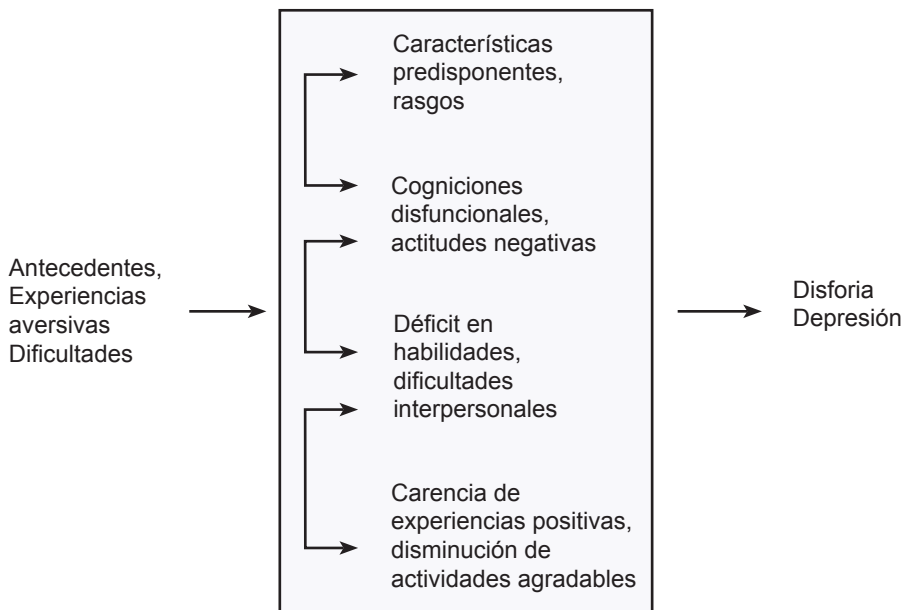 Características
predisponentes,
rasgos
Cogniciones
disfuncionales,
actitudes negativas
Antecedentes,
Experiencias
aversivas
Dificultades
Déficit en
habilidades,
dificultades
interpersonales
Carencia de
experiencias positivas,
disminución de
actividades agradables
Disforia
Depresión